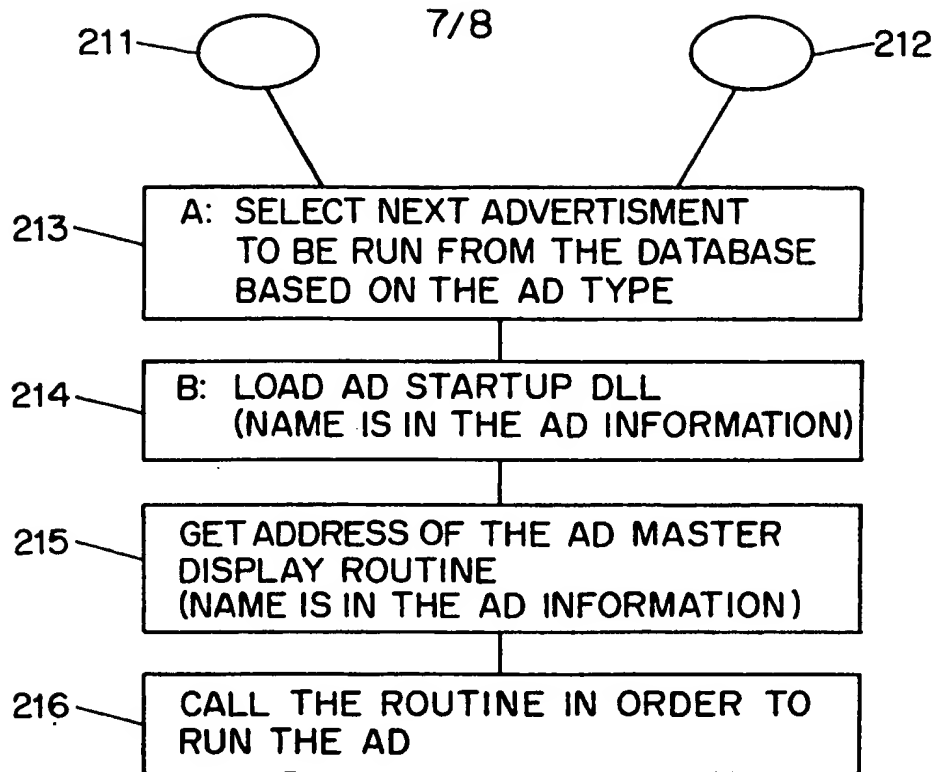 7/8
211
212
213
A: SELECT NEXT ADVERTISMENT
TO BE RUN FROM THE DATABASE
BASED ON THE AD TYPE
214
B: LOAD AD STARTUP DLL
(NAME IS IN THE AD INFORMATION)
215
GET ADDRESS OF THE AD MASTER
DISPLAY ROUTINE
(NAME IS IN THE AD INFORMATION)
216
CALL THE ROUTINE IN ORDER TO
RUN THE AD